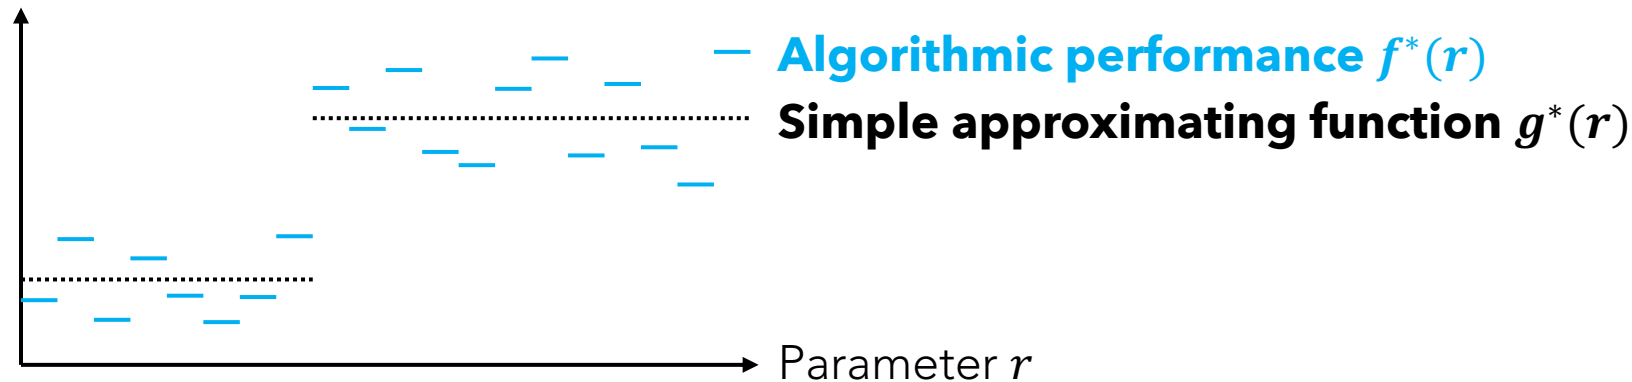 Algorithmic performance f*(r)
Simple approximating function g*(r)
Parameter r